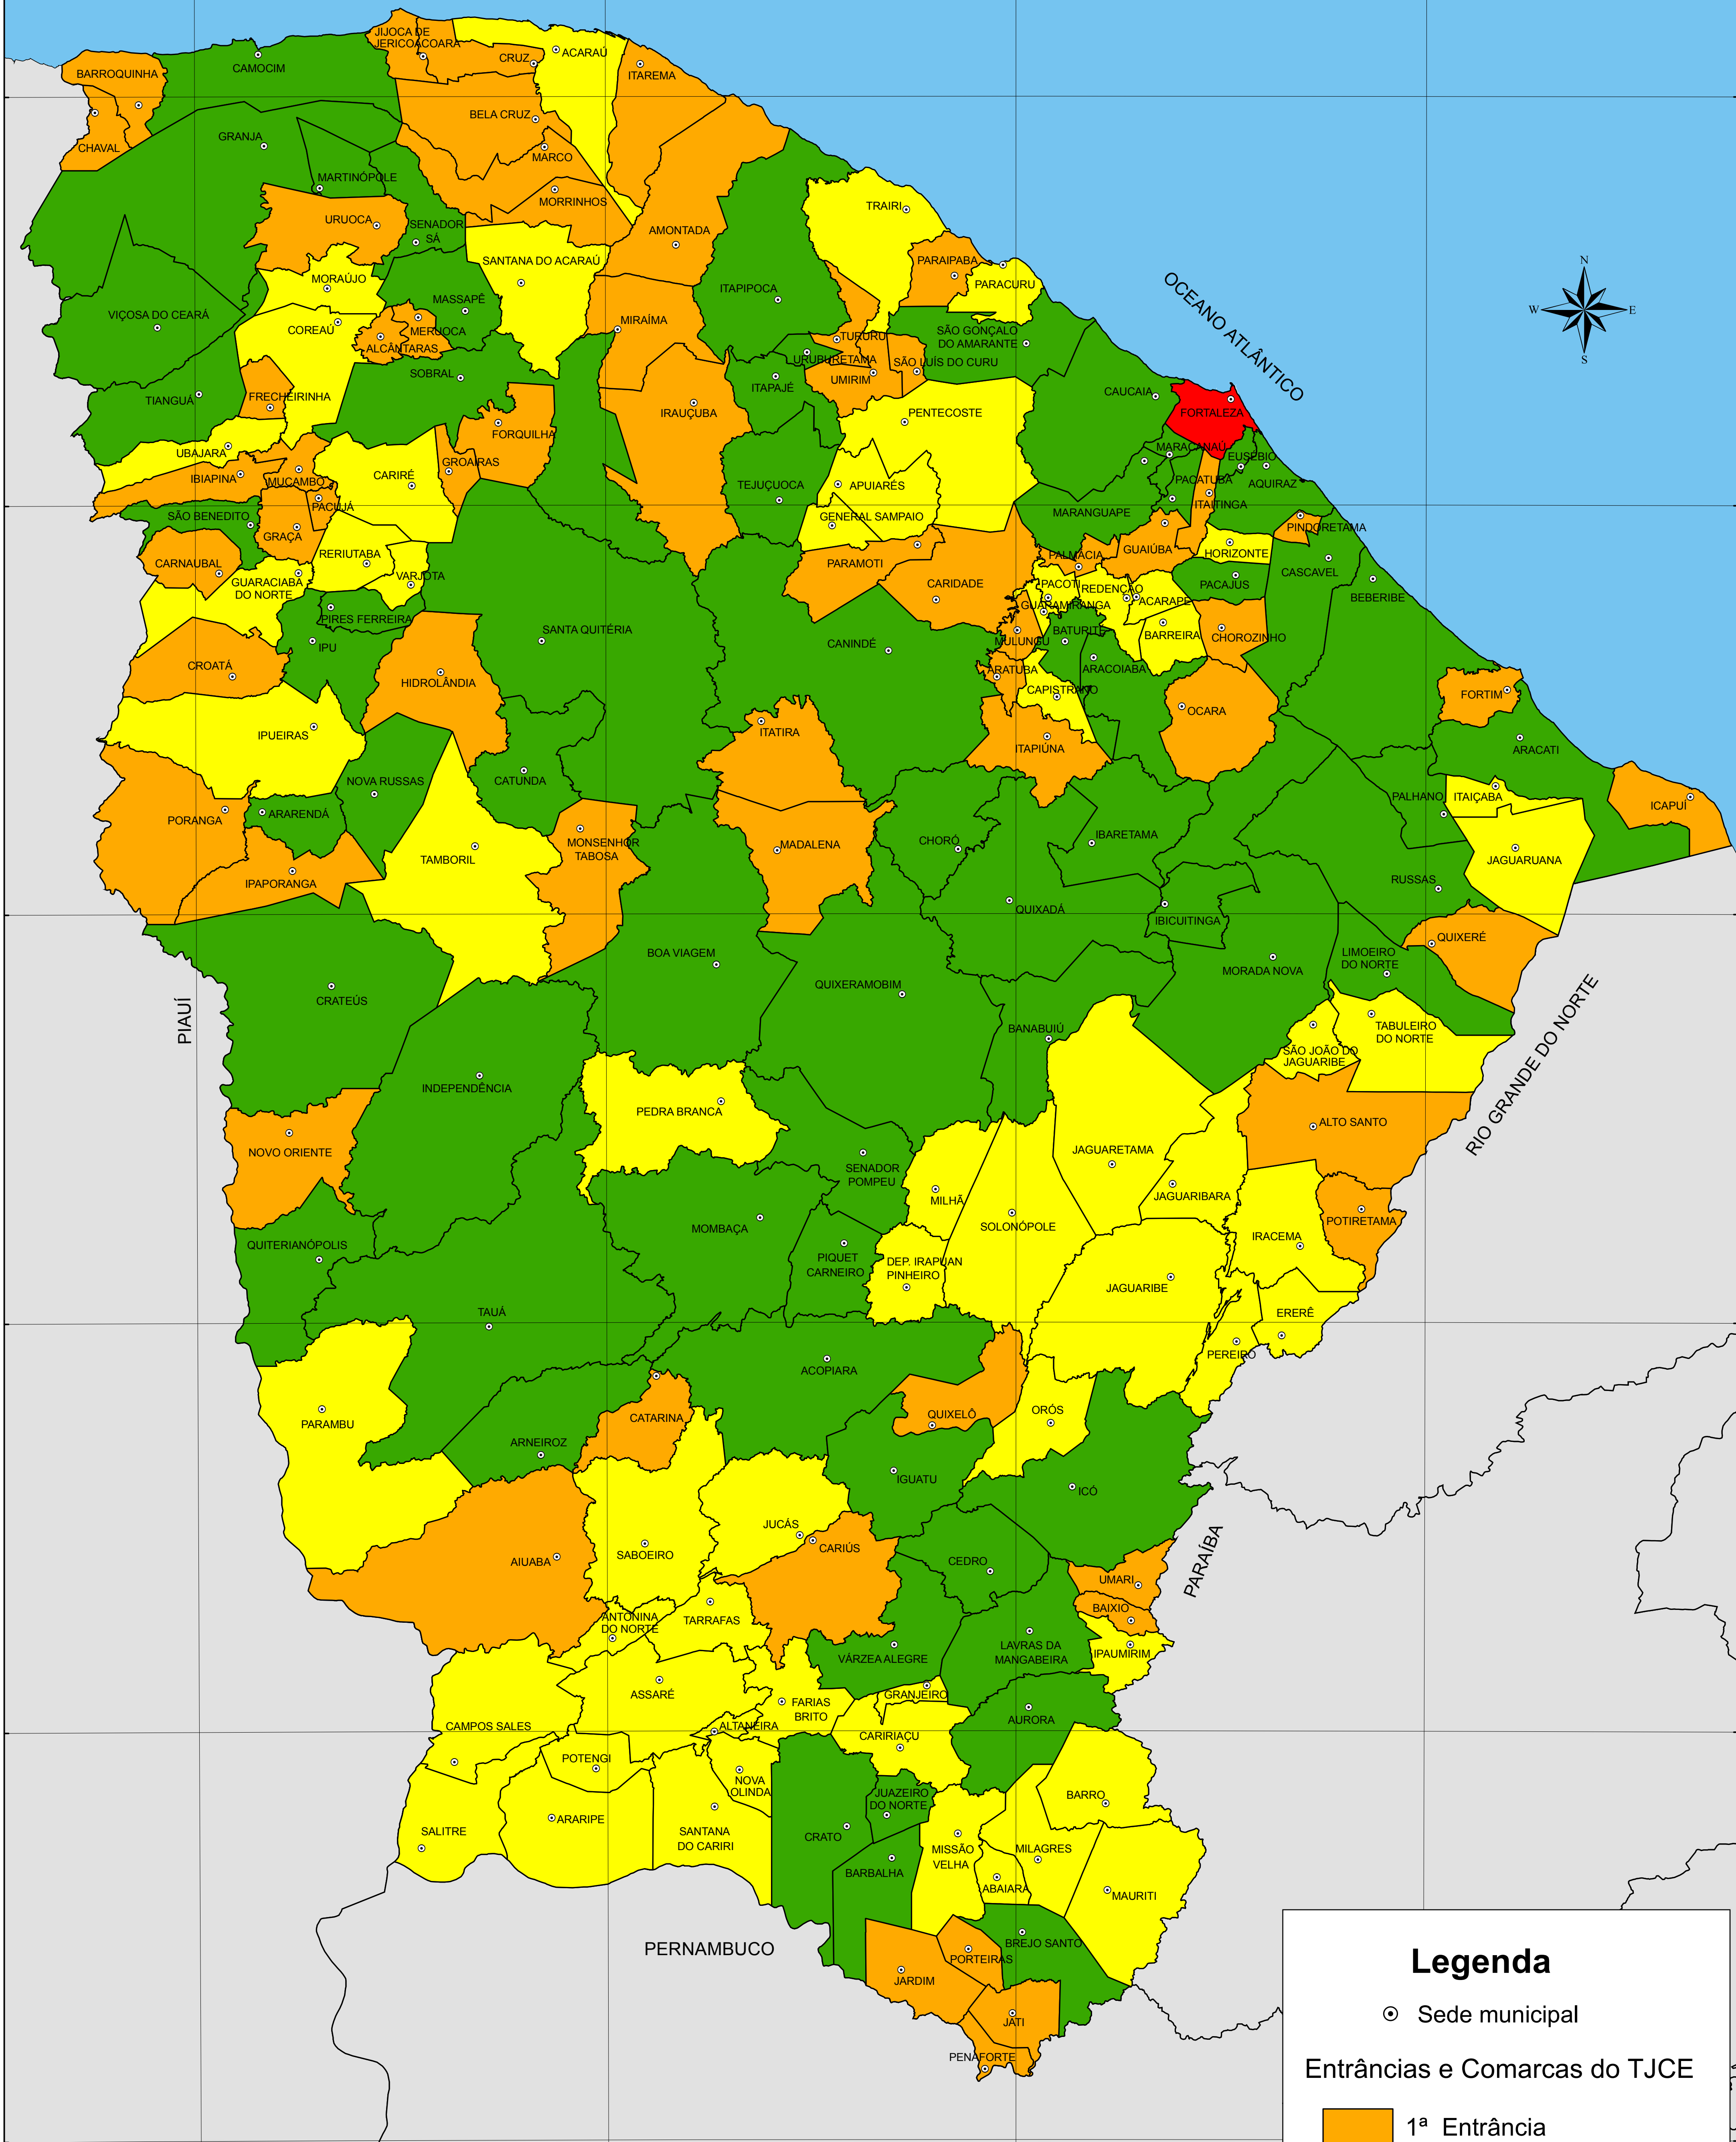 JIJOCA DE
JERICOACOARA
CRUZ
ACARAÚ
ITAREMA
BARROQUINHA
CAMOCIM
BELA CRUZ
CHAVAL
GRANJA
MARCO
MARTINÓPOLE
MORRINHOS
TRAIRI
URUOCA
SENADOR
SÁ
AMONTADA
SANTANA DO ACARAÚ
PARAIPABA
MORAÚJO
PARACURU
N
W
E
S
OCEANO ATLÂNTICO
ITAPIPOCA
MASSAPÊ
VIÇOSA DO CEARÁ
MIRAÍMA
COREAÚ
MERUOCA
ALCÂNTARAS
TURURU
SÃO GONÇALO
DO AMARANTE
URUBURETAMA
SÃO LUÍS DO CURU
SOBRAL
UMIRIM
ITAPAJÉ
CAUCAIA
TIANGUÁ
FRECHEIRINHA
IRAUÇUBA
PENTECOSTE
FORTALEZA
FORQUILHA
MARACANAÚ
UBAJARA
EUSÉBIO
GROAIRAS
IBIAPINA
MUCAMBO
CARIRÉ
TEJUÇUOCA
APUIARÉS
PACATUBA
AQUIRAZ
PACUJÁ
ITAITINGA
SÃO BENEDITO
GENERAL SAMPAIO
MARANGUAPE
PINDORETAMA
GRAÇA
RERIUTABA
GUAIÚBA
HORIZONTE
CARNAUBAL
PARAMOTI
PALMÁCIA
VARJOTA
GUARACIABA
DO NORTE
CARIDADE
PACOTI
REDENÇÃO
PACAJUS
CASCAVEL
BEBERIBE
GUARAMIRANGA
ACARAPE
PIRES FERREIRA
SANTA QUITÉRIA
BATURITÉ
BARREIRA
CHOROZINHO
IPU
CANINDÉ
MULUNGU
CROATÁ
ARATUBA
ARACOIABA
HIDROLÂNDIA
CAPISTRANO
FORTIM
OCARA
IPUEIRAS
ITATIRA
ITAPIÚNA
ARACATI
NOVA RUSSAS
CATUNDA
PALHANO
ITAIÇABA
ICAPUÍ
PORANGA
ARARENDÁ
MONSENHOR
TABOSA
MADALENA
CHORÓ
IBARETAMA
TAMBORIL
JAGUARUANA
IPAPORANGA
RUSSAS
QUIXADÁ
IBICUITINGA
QUIXERÉ
BOA VIAGEM
LIMOEIRO
DO NORTE
MORADA NOVA
CRATEÚS
QUIXERAMOBIM
PIAUÍ
BANABUIÚ
TABULEIRO
DO NORTE
SÃO JOÃO DO
JAGUARIBE
RIO GRANDE DO NORTE
INDEPENDÊNCIA
PEDRA BRANCA
ALTO SANTO
NOVO ORIENTE
JAGUARETAMA
SENADOR
POMPEU
JAGUARIBARA
MILHÃ
MOMBAÇA
SOLONÓPOLE
POTIRETAMA
IRACEMA
QUITERIANÓPOLIS
PIQUET
CARNEIRO
DEP. IRAPUAN
PINHEIRO
JAGUARIBE
TAUÁ
ERERÊ
PEREIRO
ACOPIARA
PARAMBU
CATARINA
QUIXELÔ
ORÓS
ARNEIROZ
IGUATU
ICÓ
JUCÁS
CARIÚS
SABOEIRO
AIUABA
CEDRO
PARAÍBA
UMARI
BAIXIO
ANTONINA
DO NORTE
TARRAFAS
LAVRAS DA
MANGABEIRA
IPAUMIRIM
VÁRZEA ALEGRE
ASSARÉ
GRANJEIRO
FARIAS
BRITO
AURORA
CAMPOS SALES
ALTANEIRA
CARIRIAÇU
POTENGI
NOVA
OLINDA
JUAZEIRO
DO NORTE
BARRO
ARARIPE
SALITRE
SANTANA
DO CARIRI
CRATO
MISSÃO
VELHA
MILAGRES
BARBALHA
ABAIARA
MAURITI
BREJO SANTO
PERNAMBUCO
PORTEIRAS
JARDIM
JATI
PENAFORTE
Legenda
Sede municipal
Entrâncias e Comarcas do TJCE
1ª Entrância